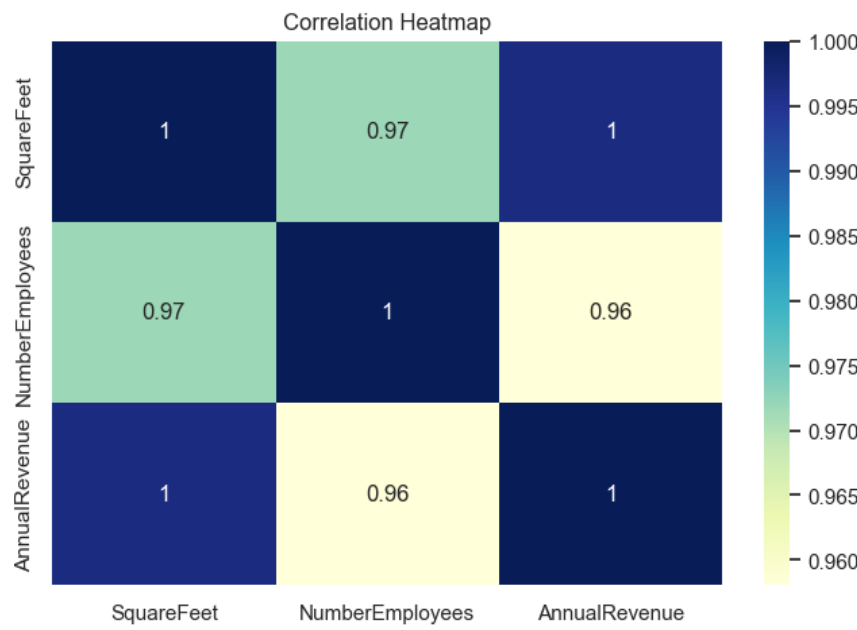 Correlation Heatmap
SquareFeet
1 0.97 1
NumberEmployees
0.97 1 0.96
AnnualRevenue
1 0.96 1
SquareFeet NumberEmployees AnnualRevenue
1.000
0.995
0.990
0.985
0.980
0.975
0.970
0.965
0.960